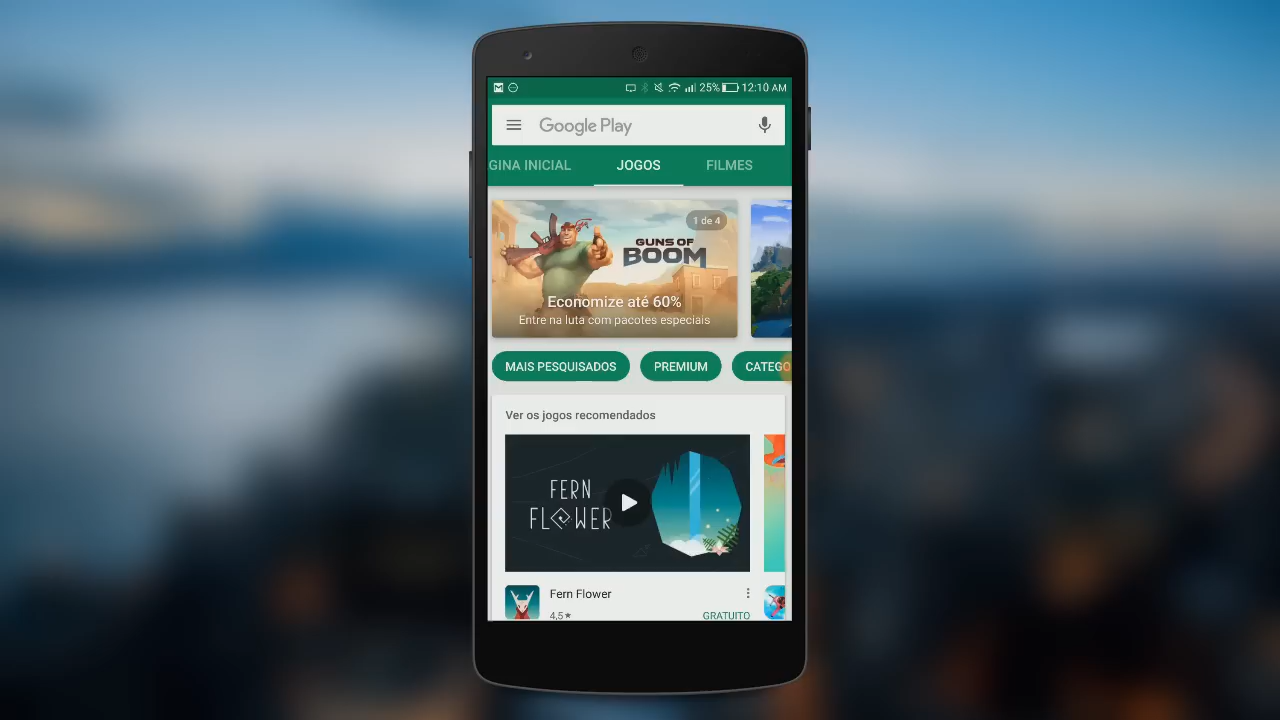 25% 12:10 AM
Google Play
GINA INICIAL JOGOS FILMES
1 de 4
GUNS OF
BOOM
Economize até 60%
Entre na luta com pacotes especiais
MAIS PESQUISADOS PREMIUM CATEGO
Ver os jogos recomendados
FERN
FLOWER
Fern Flower
4,5★ GRATUITO